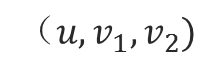 （𝑢, 𝑣₁, 𝑣₂)